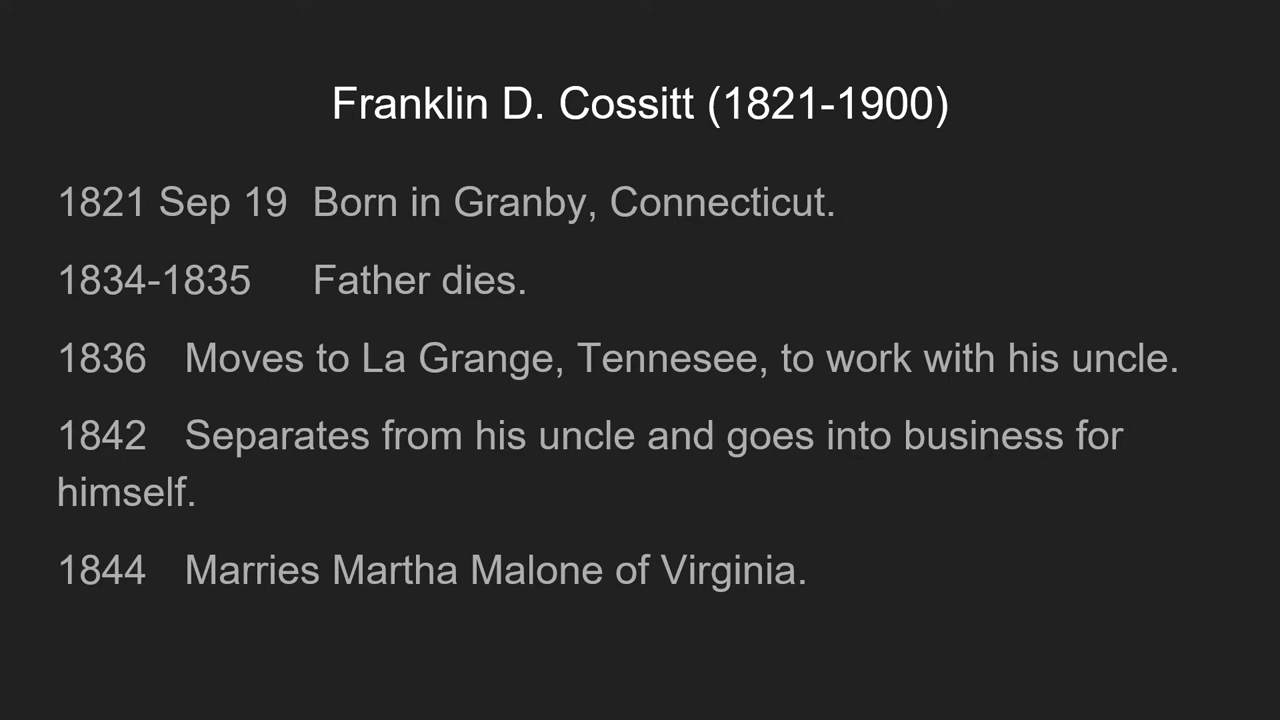 Franklin D. Cossitt (1821-1900)
1821 Sep 19 Born in Granby, Connecticut.
1834-1835 Father dies.
1836 Moves to La Grange, Tennesee, to work with his uncle.
1842 Separates from his uncle and goes into business for
himself.
1844 Marries Martha Malone of Virginia.